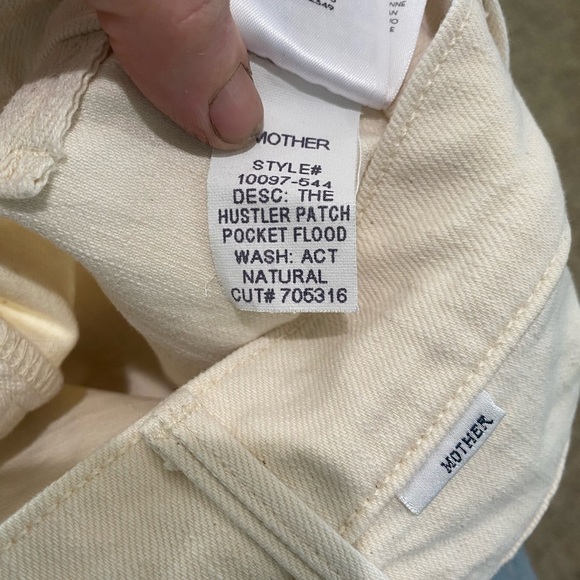 MOTHER
STYLE#
10097-544
DESC: THE
HUSTLER PATCH
POCKET FLOOD
WASH: ACT
NATURAL
CUT# 705316
MOTHER